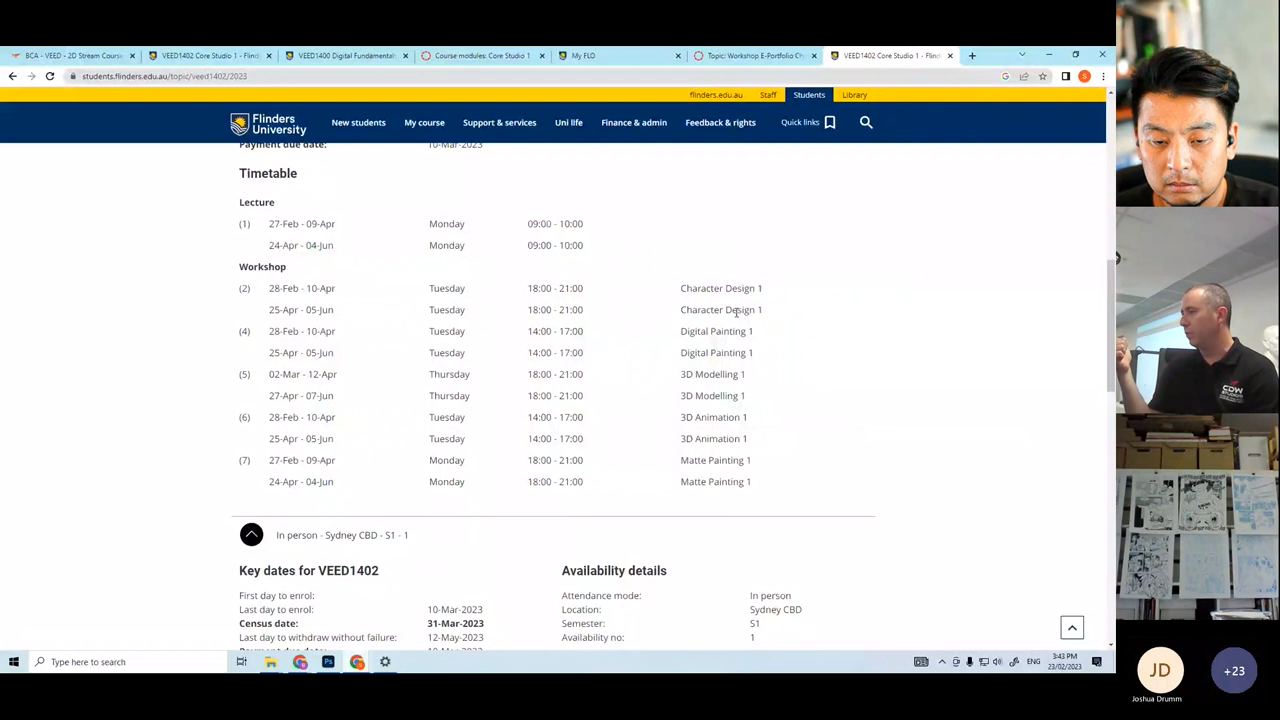 BCA - VEED - 2D Stream Cours
VEED1402 Core Studio 1 - Fli
VEED1400 Digital Fundamental
Course modules: Core Studio 1
My FLO
Topic: Workshop E-Portfolio Ch
VEED1402 Core Studio 1 - Flin
students.flinders.edu.au/topic/veed1402/2023
flinders.edu.au Staff Students Library
Flinders University
New students My course Support & services Uni life Finance & admin Feedback & rights Quick links
Payment due date: 10-Mar-2023
Timetable
Lecture
(1) 27-Feb - 09-Apr Monday 09:00 - 10:00
24-Apr - 04-Jun Monday 09:00 - 10:00
Workshop
(2) 28-Feb - 10-Apr Tuesday 18:00 - 21:00 Character Design 1
25-Apr - 05-Jun Tuesday 18:00 - 21:00 Character Design 1
(4) 28-Feb - 10-Apr Tuesday 14:00 - 17:00 Digital Painting 1
25-Apr - 05-Jun Tuesday 14:00 - 17:00 Digital Painting 1
(5) 02-Mar - 12-Apr Thursday 18:00 - 21:00 3D Modelling 1
27-Apr - 07-Jun Thursday 18:00 - 21:00 3D Modelling 1
(6) 28-Feb - 10-Apr Tuesday 14:00 - 17:00 3D Animation 1
25-Apr - 05-Jun Tuesday 14:00 - 17:00 3D Animation 1
(7) 27-Feb - 09-Apr Monday 18:00 - 21:00 Matte Painting 1
24-Apr - 04-Jun Monday 18:00 - 21:00 Matte Painting 1
In person - Sydney CBD - S1 - 1
Key dates for VEED1402
First day to enrol:
Last day to enrol: 10-Mar-2023
Census date: 31-Mar-2023
Last day to withdraw without failure: 12-May-2023
Availability details
Attendance mode: In person
Location: Sydney CBD
Semester: S1
Availability no: 1
Type here to search
ENG
3:43 PM
23/02/2023
CDW
STUDIOS
JD
Joshua Drumm
+23